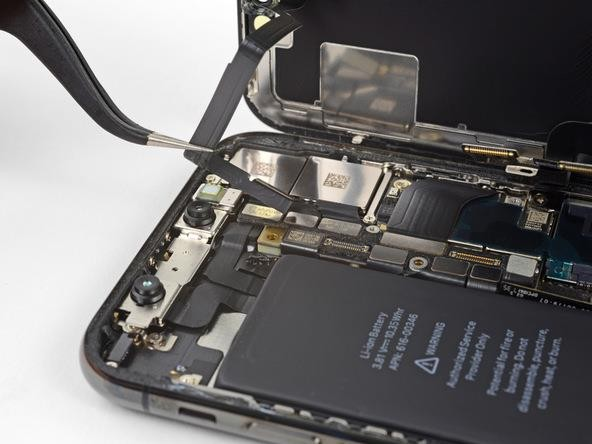 Li-ion Battery
3.81 V⎓10.35 Whr
APN: 616-00346
WARNING
Authorized Service
Provider Only
Potential for fire or
burning. Do not
disassemble, puncture,
crush, heat, or burn.